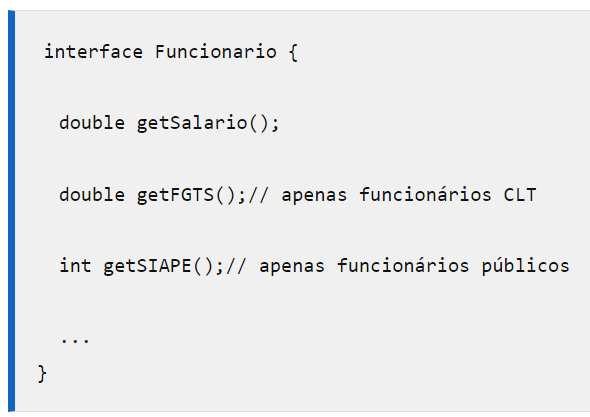 interface Funcionario {
double getSalario();
double getFGTS();// apenas funcionários CLT
int getSIAPE();// apenas funcionários públicos
...
}